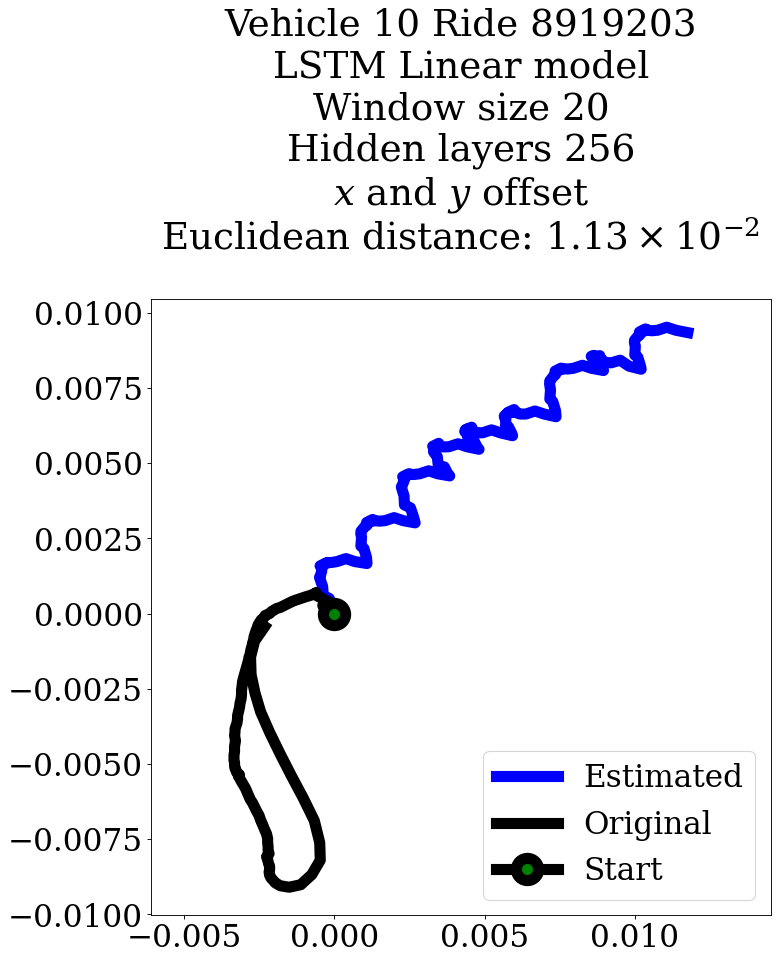 Vehicle 10 Ride 8919203
LSTM Linear model
Window size 20
Hidden layers 256
x and y offset
Euclidean distance: 1.13 × 10⁻²
0.0100
0.0075
0.0050
0.0025
0.0000
−0.0025
−0.0050
−0.0075
−0.0100
Estimated
Original
Start
−0.005 0.000 0.005 0.010